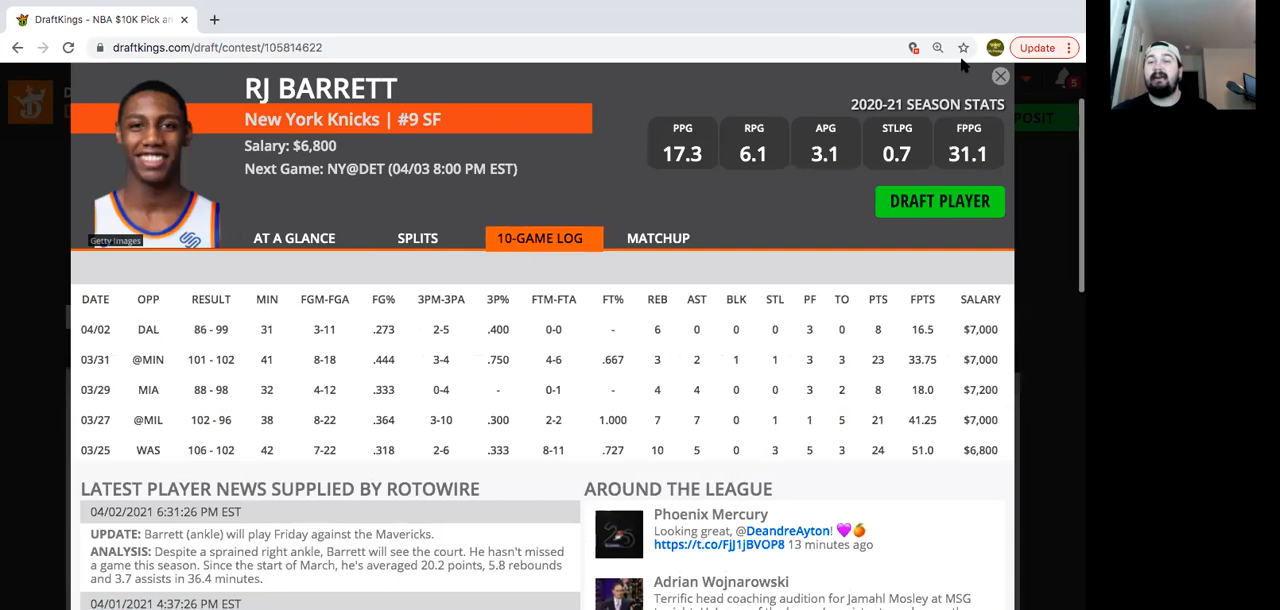 DraftKings - NBA $10K Pick an
draftkings.com/draft/contest/105814622
Update
RJ BARRETT
New York Knicks | #9 SF
Salary: $6,800
Next Game: NY@DET (04/03 8:00 PM EST)
2020-21 SEASON STATS
PPG RPG APG STLPG FPPG
17.3 6.1 3.1 0.7 31.1
DRAFT PLAYER
5
Getty Images
AT A GLANCE SPLITS 10-GAME LOG MATCHUP
DATE OPP RESULT MIN FGM-FGA FG% 3PM-3PA 3P% FTM-FTA FT% REB AST BLK STL PF TO PTS FPTS SALARY
04/02 DAL 86 - 99 31 3-11 .273 2-5 .400 0-0 - 6 0 0 0 3 0 8 16.5 $7,000
03/31 @MIN 101 - 102 41 8-18 .444 3-4 .750 4-6 .667 3 2 1 1 3 3 23 33.75 $7,000
03/29 MIA 88 - 98 32 4-12 .333 0-4 - 0-1 - 4 4 0 0 3 2 8 18.0 $7,200
03/27 @MIL 102 - 96 38 8-22 .364 3-10 .300 2-2 1.000 7 7 0 1 1 5 21 41.25 $7,000
03/25 WAS 106 - 102 42 7-22 .318 2-6 .333 8-11 .727 10 5 0 3 5 3 24 51.0 $6,800
LATEST PLAYER NEWS SUPPLIED BY ROTOWIRE
04/02/2021 6:31:26 PM EST
UPDATE: Barrett (ankle) will play Friday against the Mavericks.
ANALYSIS: Despite a sprained right ankle, Barrett will see the court. He hasn't missed
a game this season. Since the start of March, he's averaged 20.2 points, 5.8 rebounds
and 3.7 assists in 36.4 minutes.
04/01/2021 4:37:26 PM EST
AROUND THE LEAGUE
Phoenix Mercury
Looking great, @DeandreAyton! 💜🍊
https://t.co/FjJ1jBVOP8 13 minutes ago
Adrian Wojnarowski
Terrific head coaching audition for Jamahl Mosley at MSG